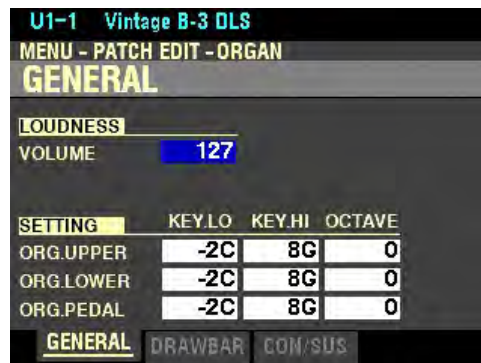 U1-1 Vintage B-3 DLS
MENU - PATCH EDIT - ORGAN
GENERAL
LOUDNESS
VOLUME 127
SETTING KEY.LO KEY.HI OCTAVE
ORG.UPPER -2C 8G 0
ORG.LOWER -2C 8G 0
ORG.PEDAL -2C 8G 0
GENERAL DRAWBAR CON/SUS